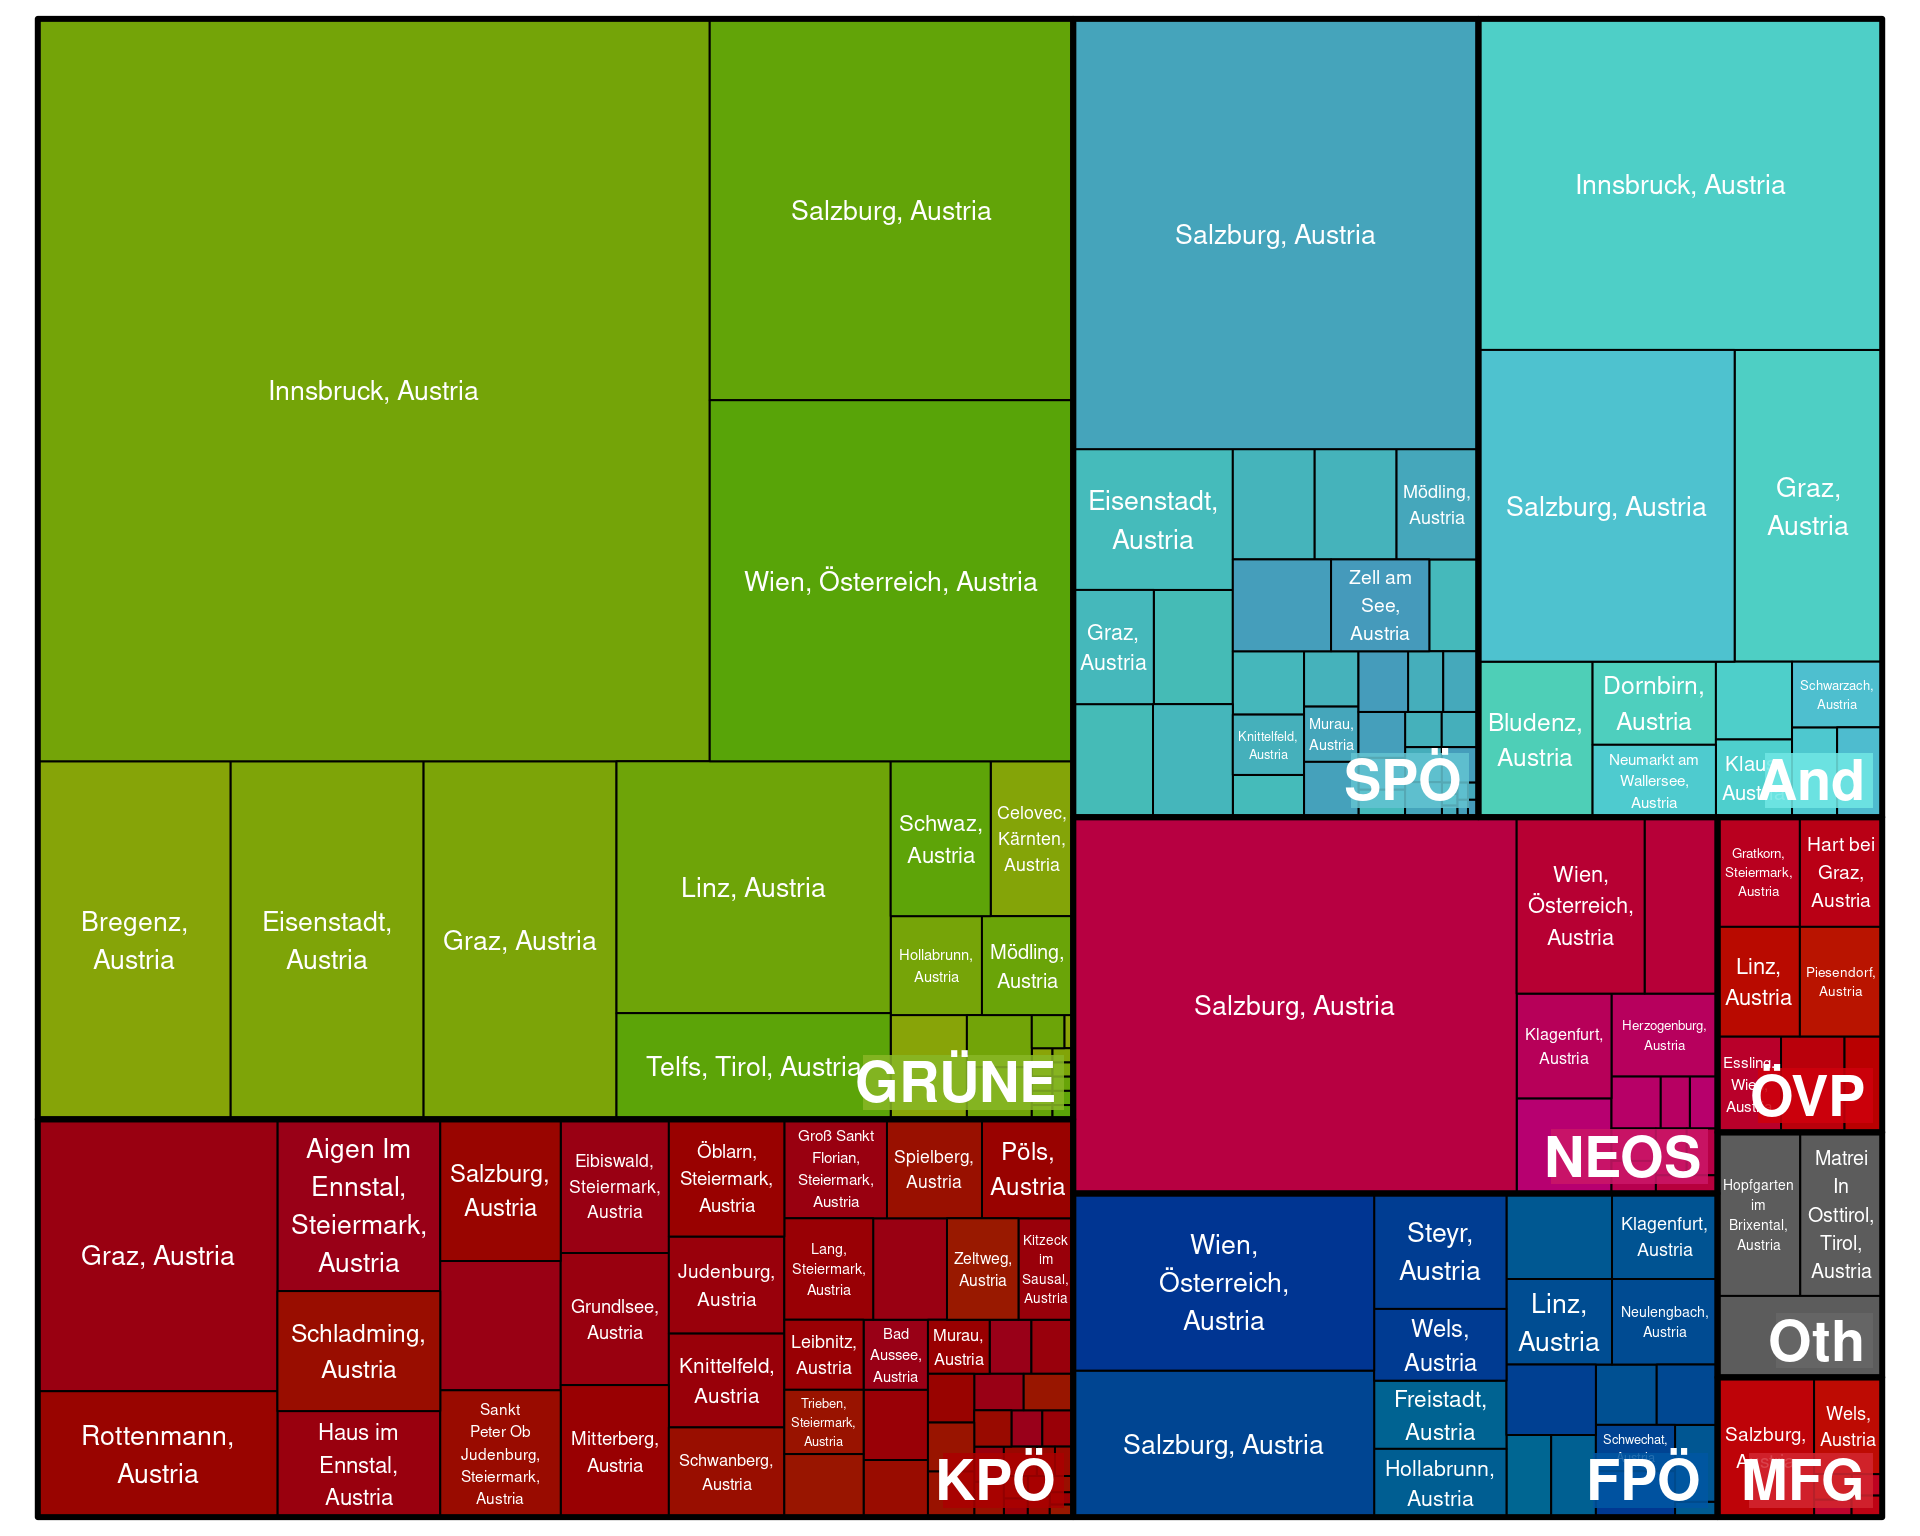 Innsbruck, Austria
Salzburg, Austria
Wien, Österreich, Austria
Bregenz,
Austria
Eisenstadt,
Austria
Graz, Austria
Linz, Austria
Telfs, Tirol, Austria
Schwaz,
Austria
Celovec,
Kärnten,
Austria
Hollabrunn,
Austria
Mödling,
Austria
GRÜNE
Salzburg, Austria
Eisenstadt,
Austria
Mödling,
Austria
Zell am
See,
Austria
Graz,
Austria
Knittelfeld,
Austria
Murau,
Austria
SPÖ
Innsbruck, Austria
Salzburg, Austria
Graz,
Austria
Bludenz,
Austria
Dornbirn,
Austria
Neumarkt am
Wallersee,
Austria
Schwarzach,
Austria
And
Graz, Austria
Rottenmann,
Austria
Aigen Im
Ennstal,
Steiermark,
Austria
Schladming,
Austria
Haus im
Ennstal,
Austria
Salzburg,
Austria
Sankt
Peter Ob
Judenburg,
Steiermark,
Austria
Eibiswald,
Steiermark,
Austria
Grundlsee,
Austria
Mitterberg,
Austria
Öblarn,
Steiermark,
Austria
Judenburg,
Austria
Knittelfeld,
Austria
Schwanberg,
Austria
Groß Sankt
Florian,
Steiermark,
Austria
Spielberg,
Austria
Pöls,
Austria
Lang,
Steiermark,
Austria
Zeltweg,
Austria
Kitzeck
im
Sausal,
Austria
Leibnitz,
Austria
Bad
Aussee,
Austria
Murau,
Austria
Trieben,
Steiermark,
Austria
KPÖ
Salzburg, Austria
Wien,
Österreich,
Austria
Klagenfurt,
Austria
Herzogenburg,
Austria
NEOS
Gratkorn,
Steiermark,
Austria
Hart bei
Graz,
Austria
Linz,
Austria
Piesendorf,
Austria
Essling,
ÖVP
Wien,
Österreich,
Austria
Salzburg, Austria
Steyr,
Austria
Wels,
Austria
Freistadt,
Austria
Hollabrunn,
Austria
Klagenfurt,
Austria
Linz,
Austria
Neulengbach,
Austria
Schwechat,
FPÖ
Hopfgarten
im
Brixental,
Austria
Matrei
In
Osttirol,
Tirol,
Austria
Oth
Salzburg,
Wels,
Austria
MFG